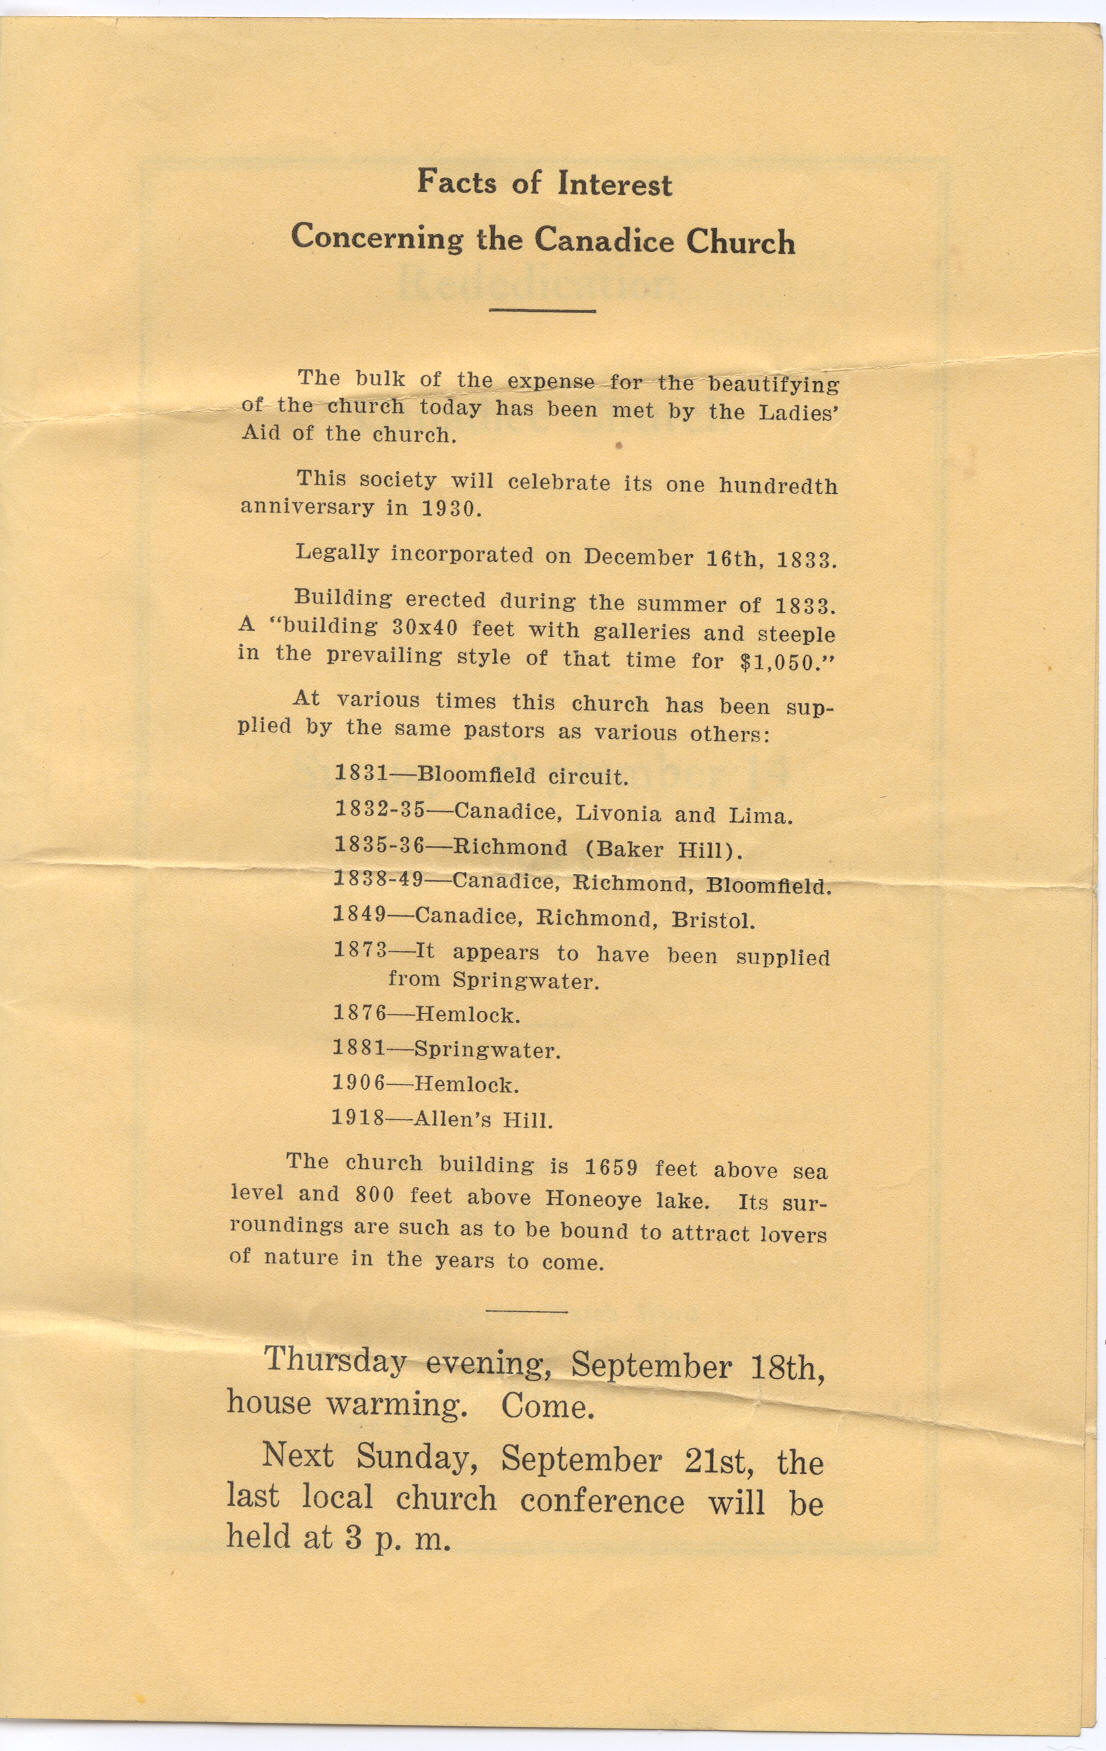 Facts of Interest
Concerning the Canadice Church
The bulk of the expense for the beautifying
of the church today has been met by the Ladies'
Aid of the church.
This society will celebrate its one hundredth
anniversary in 1930.
Legally incorporated on December 16th, 1833.
Building erected during the summer of 1833.
A "building 30x40 feet with galleries and steeple
in the prevailing style of that time for $1,050."
At various times this church has been sup-
plied by the same pastors as various others:
1831—Bloomfield circuit.
1832-35—Canadice, Livonia and Lima.
1835-36—Richmond (Baker Hill).
1838-49—Canadice, Richmond, Bloomfield.
1849—Canadice, Richmond, Bristol.
1873—It appears to have been supplied
from Springwater.
1876—Hemlock.
1881—Springwater.
1906—Hemlock.
1918—Allen's Hill.
The church building is 1659 feet above sea
level and 800 feet above Honeoye lake. Its sur-
roundings are such as to be bound to attract lovers
of nature in the years to come.
Thursday evening, September 18th,
house warming. Come.
Next Sunday, September 21st, the
last local church conference will be
held at 3 p. m.